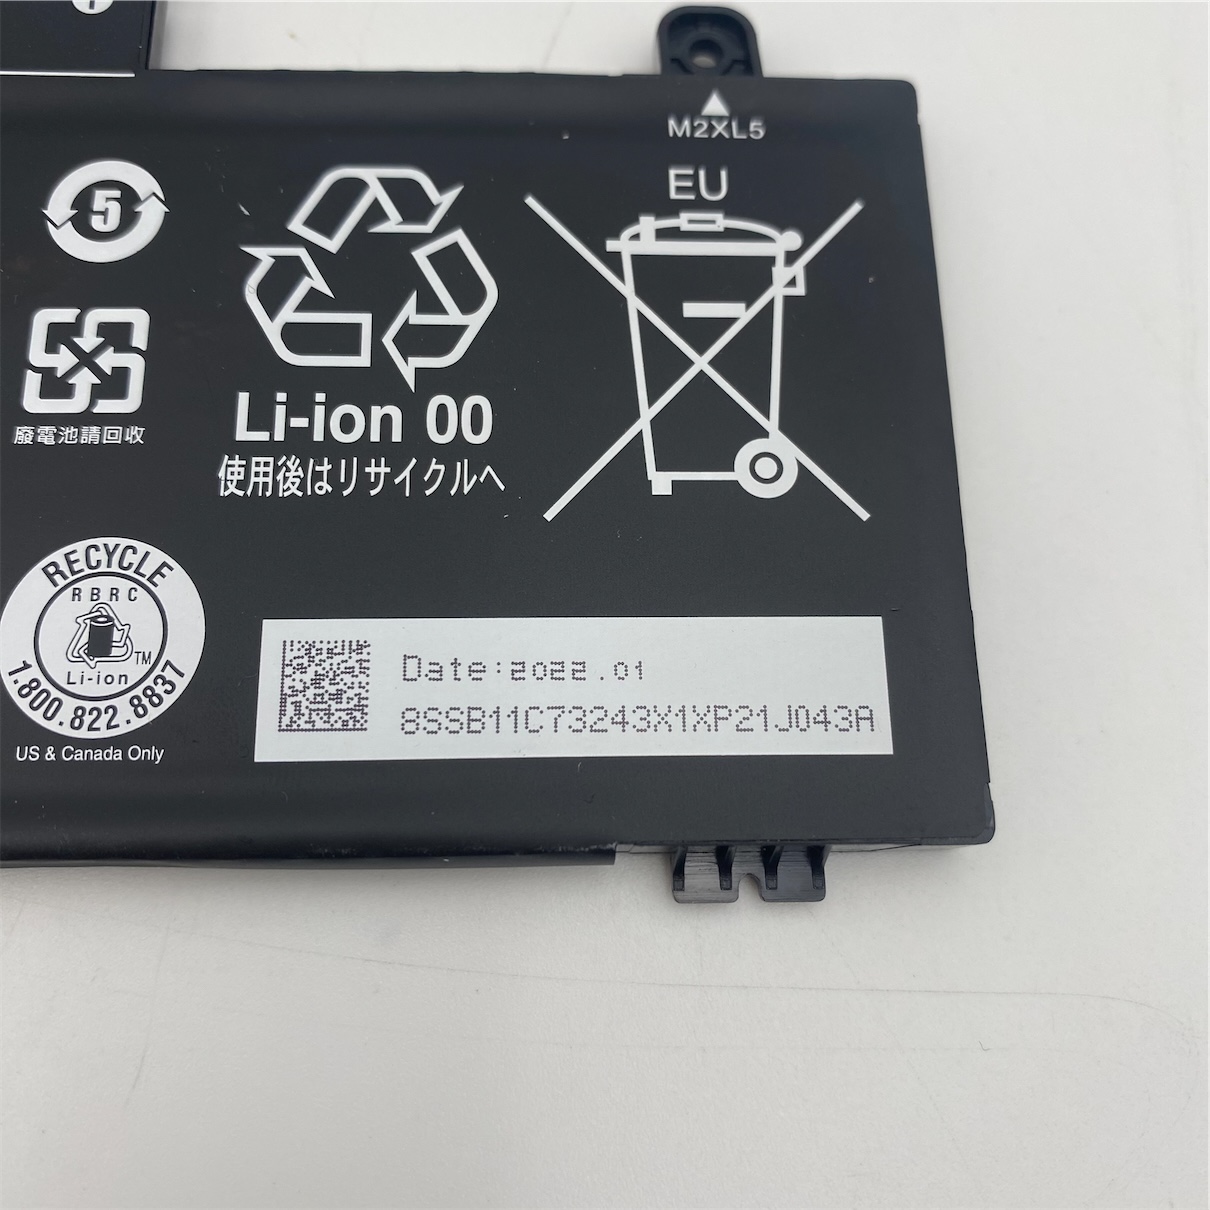 M2XL5
EU
5
Li-ion 00
使用後はリサイクルへ
廢電池請回收
RECYCLE
RBRC
TM
Li-ion
1.800.822.8837
US & Canada Only
Date:2022.01
8SSB11C73243X1XP21J043A